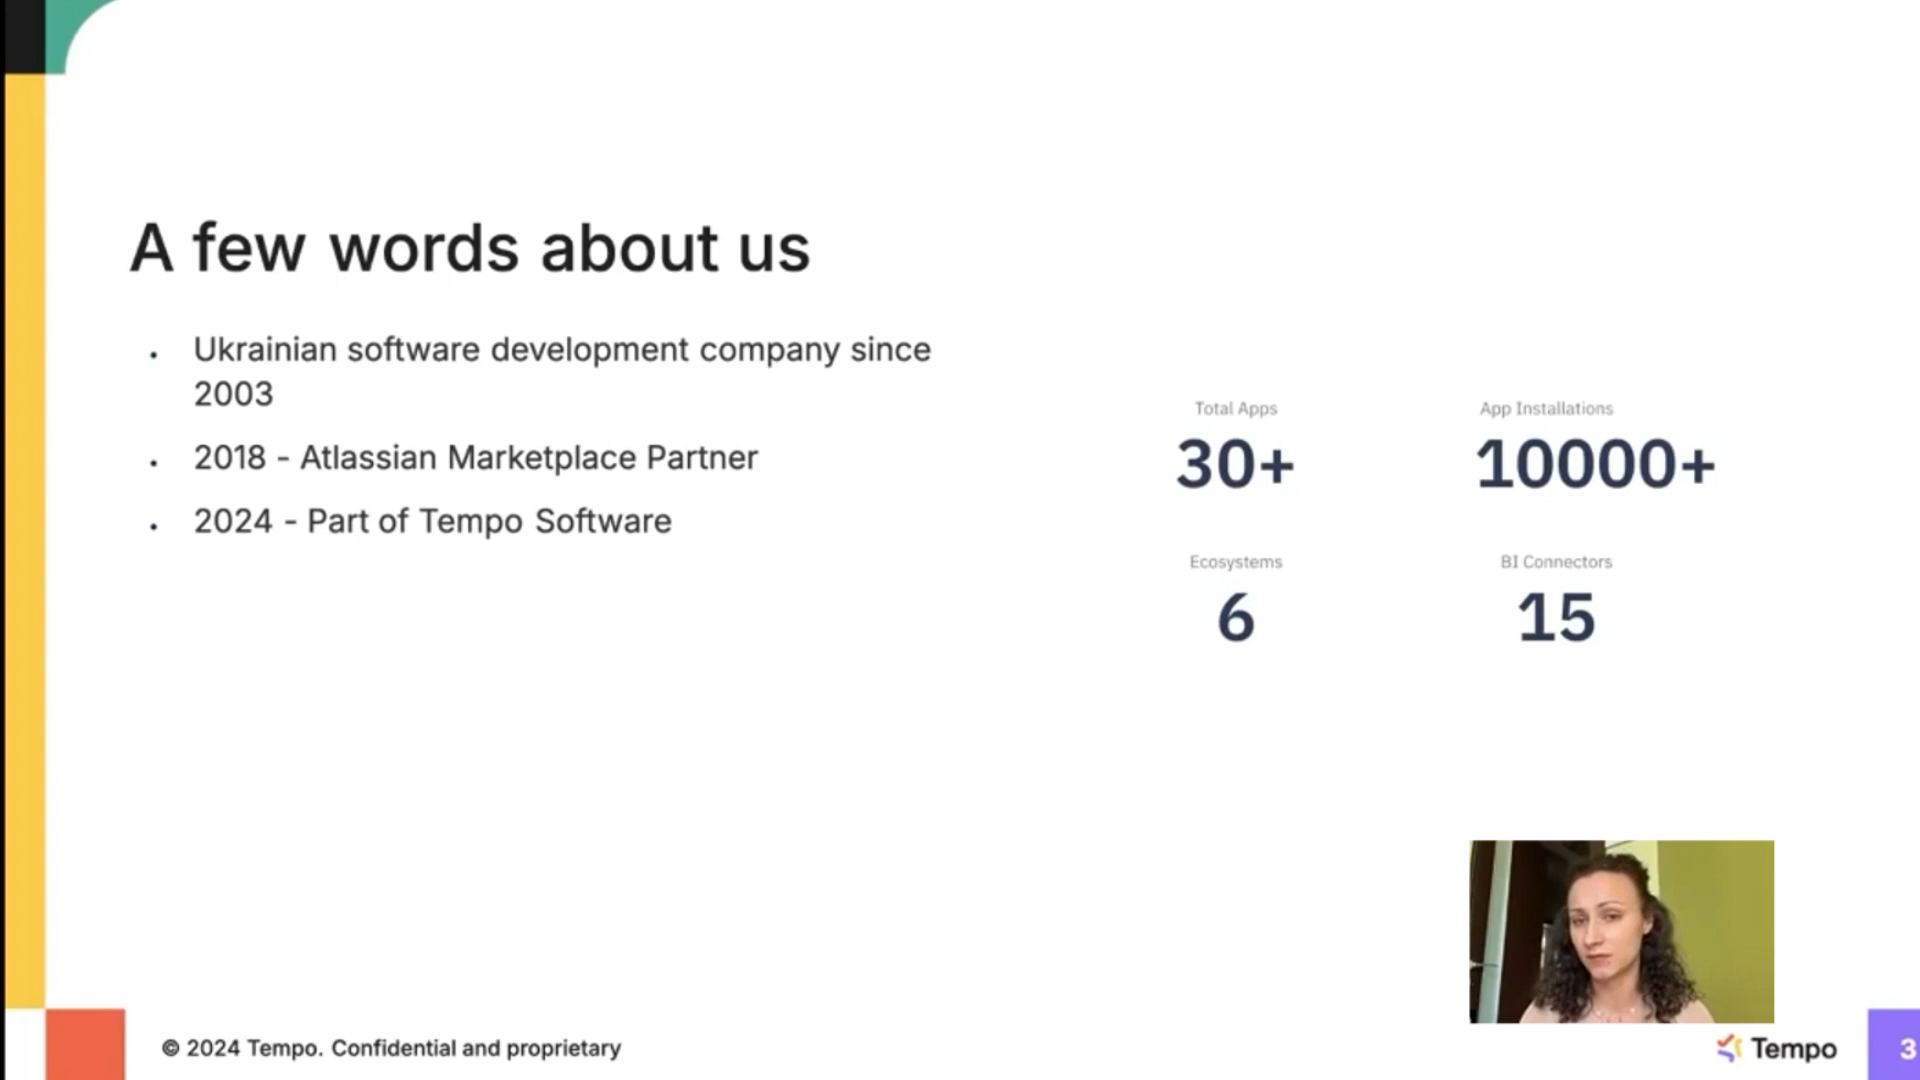 A few words about us
• Ukrainian software development company since
2003
• 2018 - Atlassian Marketplace Partner
• 2024 - Part of Tempo Software
Total Apps
30+
App Installations
10000+
Ecosystems
6
BI Connectors
15
© 2024 Tempo. Confidential and proprietary
Tempo
3